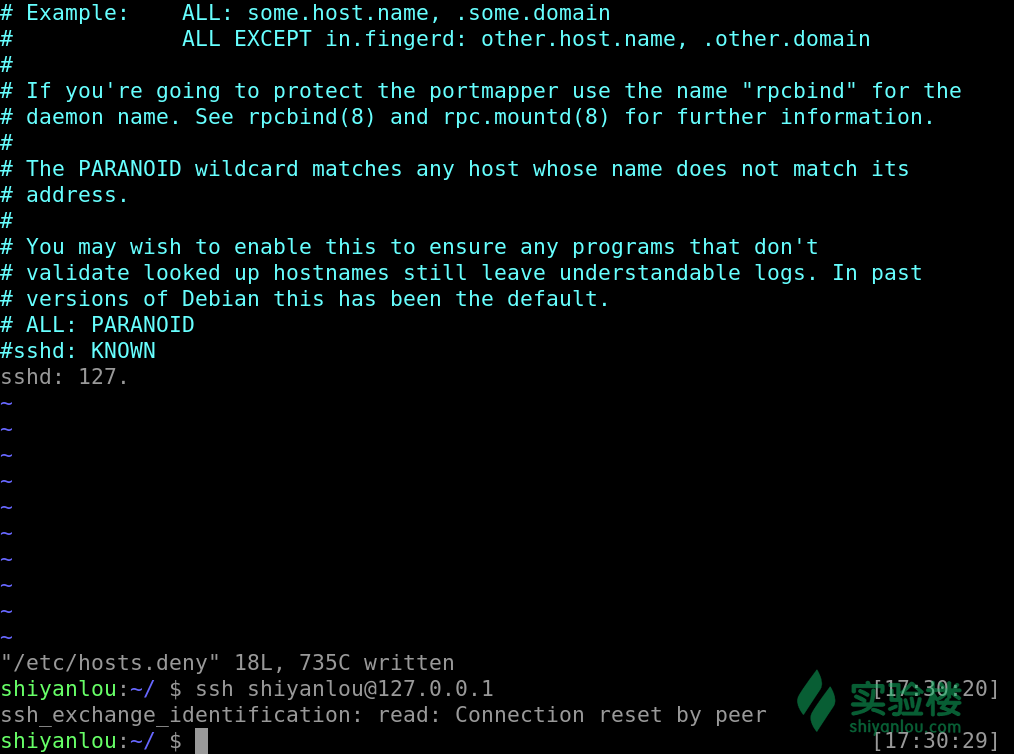 # Example:    ALL: some.host.name, .some.domain
#             ALL EXCEPT in.fingerd: other.host.name, .other.domain
#
# If you're going to protect the portmapper use the name "rpcbind" for the
# daemon name. See rpcbind(8) and rpc.mountd(8) for further information.
#
# The PARANOID wildcard matches any host whose name does not match its
# address.
#
# You may wish to enable this to ensure any programs that don't
# validate looked up hostnames still leave understandable logs. In past
# versions of Debian this has been the default.
# ALL: PARANOID
#sshd: KNOWN
sshd: 127.
~
~
~
~
~
~
~
~
~
~
"/etc/hosts.deny" 18L, 735C written
shiyanlou:~/ $ ssh shiyanlou@127.0.0.1 [17:30:20]
ssh_exchange_identification: read: Connection reset by peer
shiyanlou:~/ $ [17:30:29]
实验楼
shiyanlou.com